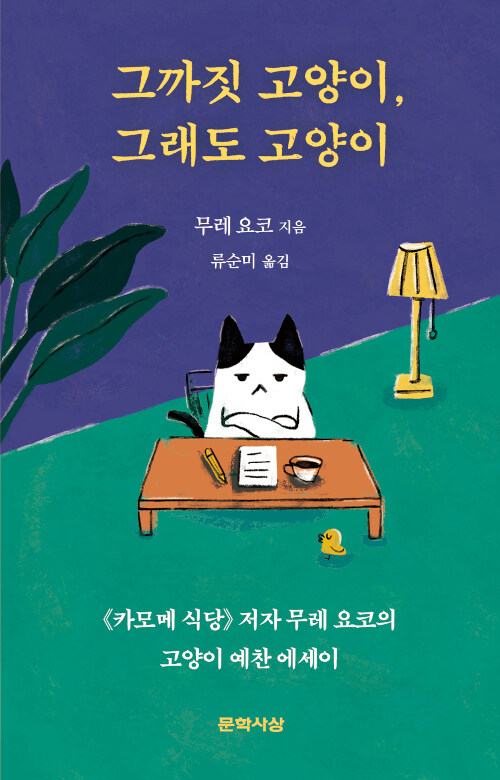 그까짓 고양이,
그래도 고양이
무레 요코 지음
류순미 옮김
《카모메 식당》 저자 무레 요코의
고양이 예찬 에세이
문학사상